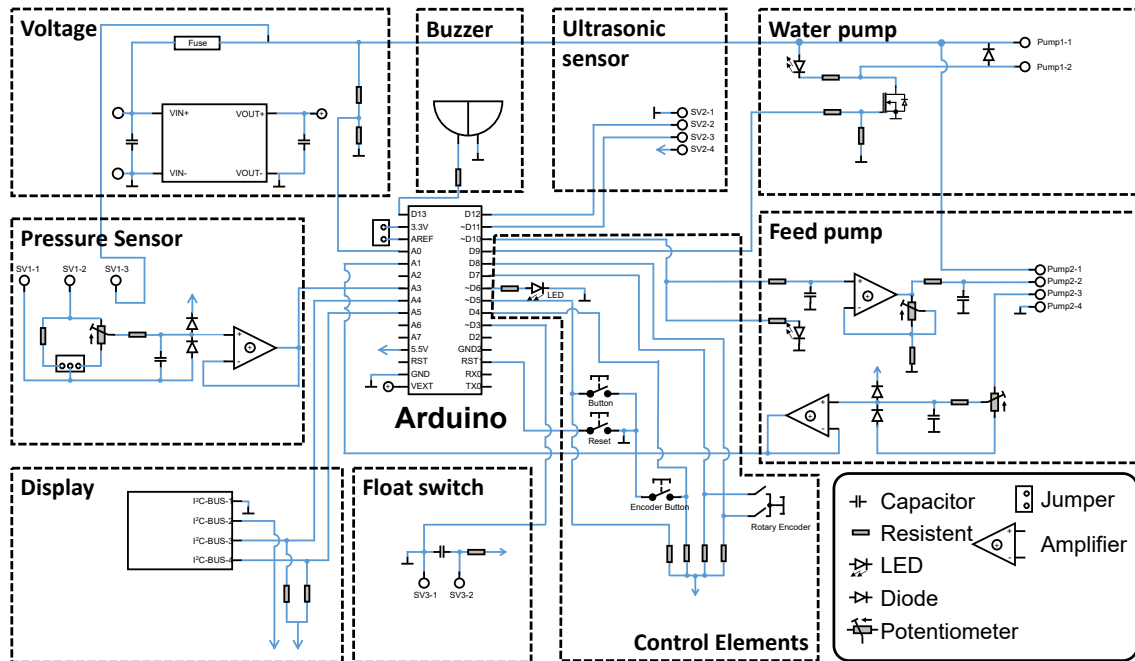 Voltage
Fuse
VIN+
VOUT+
VIN-
VOUT-
Buzzer
Ultrasonic
sensor
SV2-1
SV2-2
SV2-3
SV2-4
Water pump
Pump1-1
Pump1-2
Pressure Sensor
SV1-1
SV1-2
SV1-3
D13
3.3V
AREF
A0
A1
A2
A3
A4
A5
A6
A7
5.5V
RST
GND
VEXT
D12
~D11
~D10
D9
D8
D7
~D6
~D5
D4
~D3
D2
GND2
RST1
RX0
TX0
Arduino
LED
Button
Reset
Encoder Button
Rotary Encoder
Control Elements
Feed pump
Pump2-1
Pump2-2
Pump2-3
Pump2-4
Display
I²C-BUS-1
I²C-BUS-2
I²C-BUS-3
I²C-BUS-4
Float switch
SV3-1
SV3-2
Capacitor
Resistent
LED
Diode
Potentiometer
Jumper
Amplifier